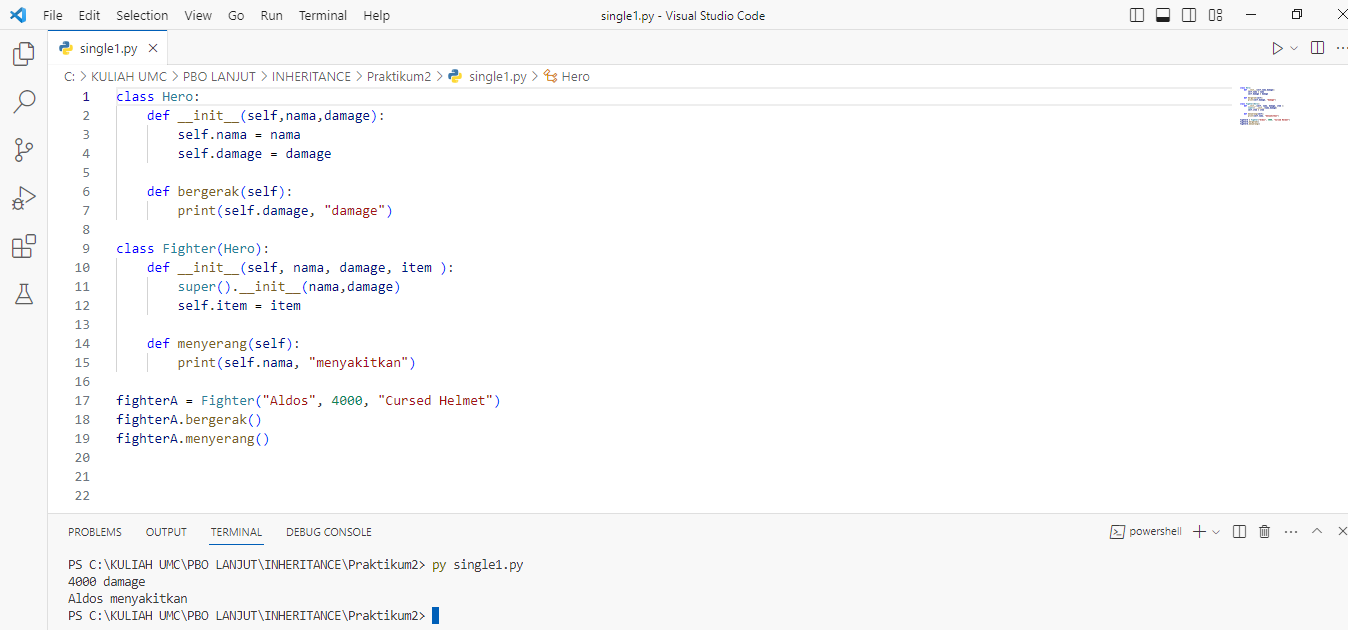 File Edit Selection View Go Run Terminal Help single1.py - Visual Studio Code
single1.py
C: > KULIAH UMC > PBO LANJUT > INHERITANCE > Praktikum2 > single1.py > Hero
1 class Hero:
2     def __init__(self,nama,damage):
3         self.nama = nama
4         self.damage = damage
5
6     def bergerak(self):
7         print(self.damage, "damage")
8
9 class Fighter(Hero):
10     def __init__(self, nama, damage, item ):
11         super().__init__(nama,damage)
12         self.item = item
13
14     def menyerang(self):
15         print(self.nama, "menyakitkan")
16
17 fighterA = Fighter("Aldos", 4000, "Cursed Helmet")
18 fighterA.bergerak()
19 fighterA.menyerang()
20
21
22
PROBLEMS OUTPUT TERMINAL DEBUG CONSOLE powershell
PS C:\KULIAH UMC\PBO LANJUT\INHERITANCE\Praktikum2> py single1.py
4000 damage
Aldos menyakitkan
PS C:\KULIAH UMC\PBO LANJUT\INHERITANCE\Praktikum2>